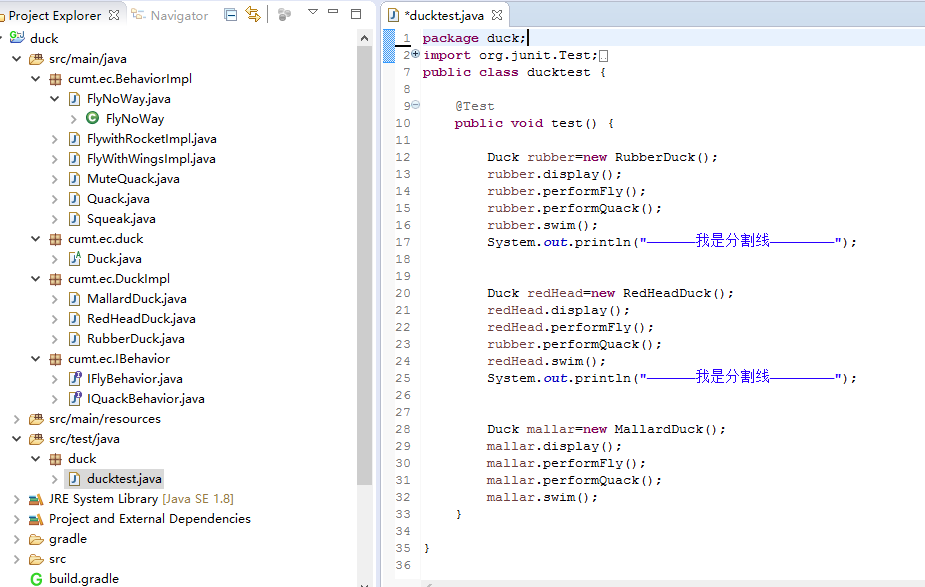 Project Explorer
Navigator
duck
src/main/java
cumt.ec.BehaviorImpl
FlyNoWay.java
FlyNoWay
FlywithRocketImpl.java
FlyWithWingsImpl.java
MuteQuack.java
Quack.java
Squeak.java
cumt.ec.duck
Duck.java
cumt.ec.DuckImpl
MallardDuck.java
RedHeadDuck.java
RubberDuck.java
cumt.ec.IBehavior
IFlyBehavior.java
IQuackBehavior.java
src/main/resources
src/test/java
duck
ducktest.java
JRE System Library [Java SE 1.8]
Project and External Dependencies
gradle
src
build.gradle
*ducktest.java
1 package duck;
2 import org.junit.Test;
7 public class ducktest {
8
9 @Test
10 public void test() {
11
12 Duck rubber=new RubberDuck();
13 rubber.display();
14 rubber.performFly();
15 rubber.performQuack();
16 rubber.swim();
17 System.out.println("——————我是分割线————————");
18
19
20 Duck redHead=new RedHeadDuck();
21 redHead.display();
22 redHead.performFly();
23 rubber.performQuack();
24 redHead.swim();
25 System.out.println("——————我是分割线————————");
26
27
28 Duck mallar=new MallardDuck();
29 mallar.display();
30 mallar.performFly();
31 mallar.performQuack();
32 mallar.swim();
33 }
34
35 }
36